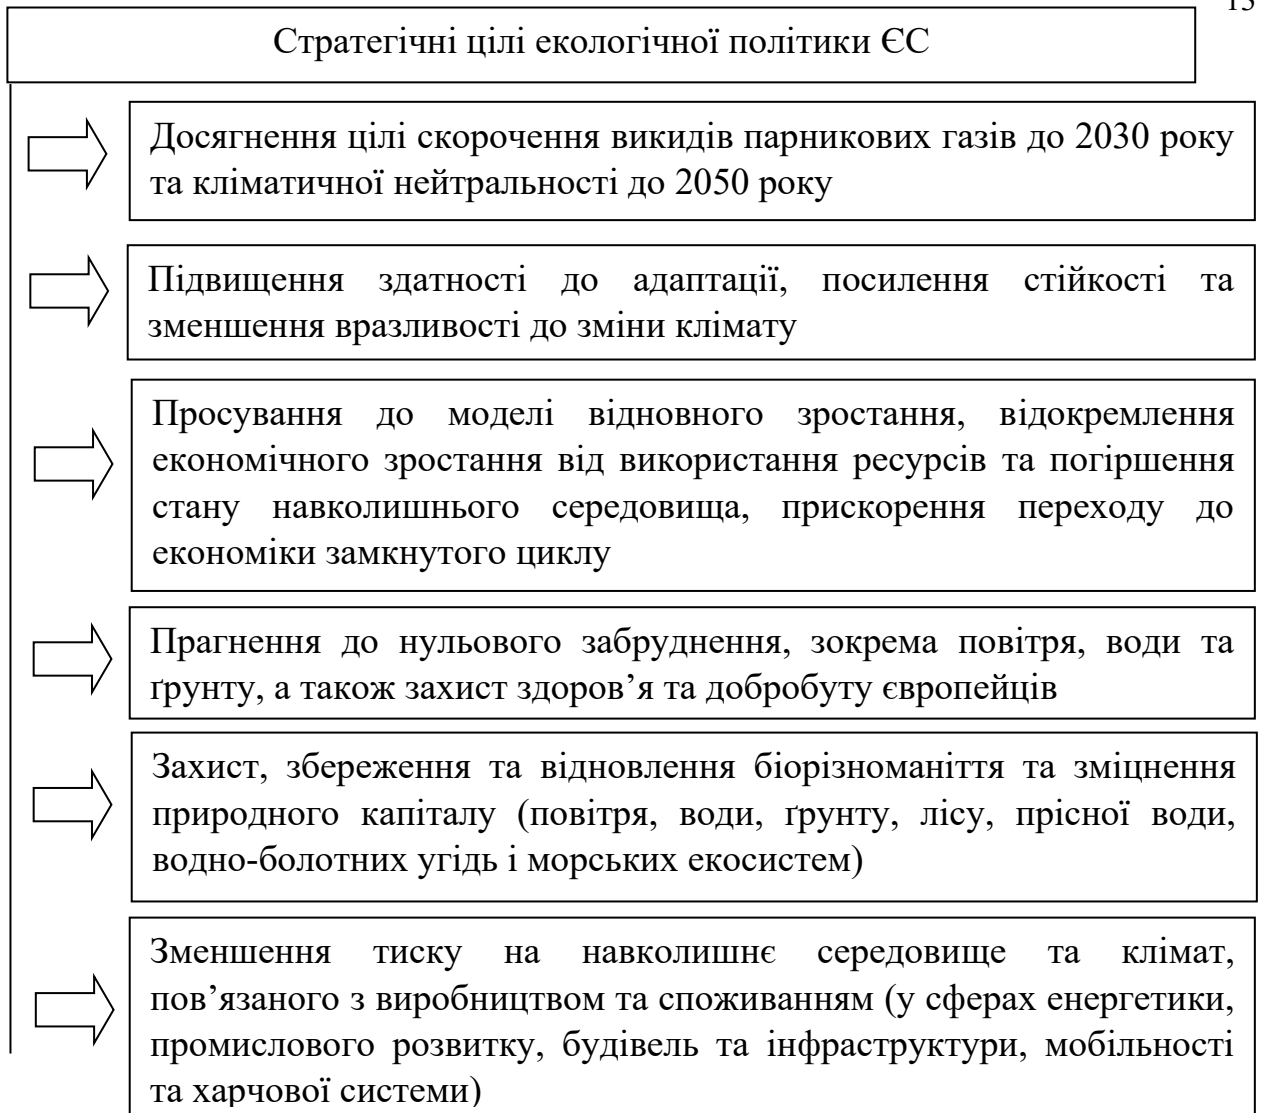 Стратегічні цілі екологічної політики ЄС
Досягнення цілі скорочення викидів парникових газів до 2030 року
та кліматичної нейтральності до 2050 року
Підвищення здатності до адаптації, посилення стійкості та
зменшення вразливості до зміни клімату
Просування до моделі відновного зростання, відокремлення
економічного зростання від використання ресурсів та погіршення
стану навколишнього середовища, прискорення переходу до
економіки замкнутого циклу
Прагнення до нульового забруднення, зокрема повітря, води та
ґрунту, а також захист здоров’я та добробуту європейців
Захист, збереження та відновлення біорізноманіття та зміцнення
природного капіталу (повітря, води, ґрунту, лісу, прісної води,
водно-болотних угідь і морських екосистем)
Зменшення тиску на навколишнє середовище та клімат,
пов’язаного з виробництвом та споживанням (у сферах енергетики,
промислового розвитку, будівель та інфраструктури, мобільності
та харчової системи)